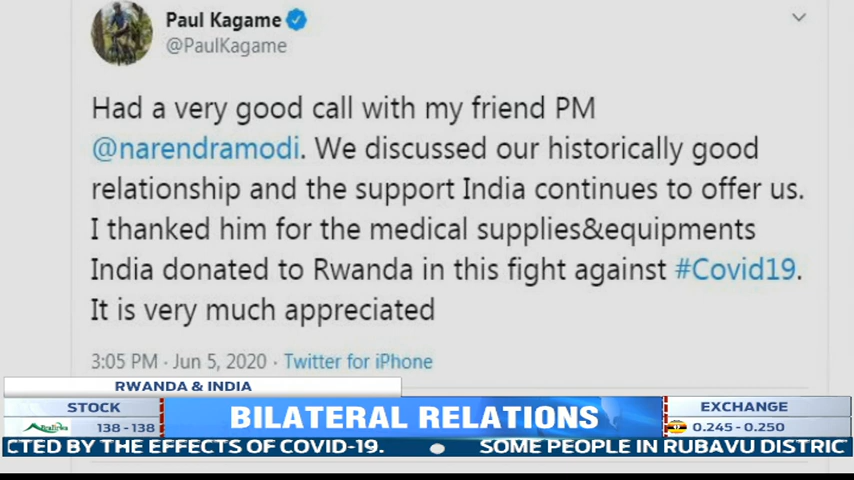 Paul Kagame
@PaulKagame
Had a very good call with my friend PM
@narendramodi. We discussed our historically good
relationship and the support India continues to offer us.
I thanked him for the medical supplies&equipments
India donated to Rwanda in this fight against #Covid19.
It is very much appreciated
3:05 PM · Jun 5, 2020 · Twitter for iPhone
RWANDA & INDIA
STOCK
138 - 138
BILATERAL RELATIONS
EXCHANGE
0.245 - 0.250
CTED BY THE EFFECTS OF COVID-19. ● SOME PEOPLE IN RUBAVU DISTRIC